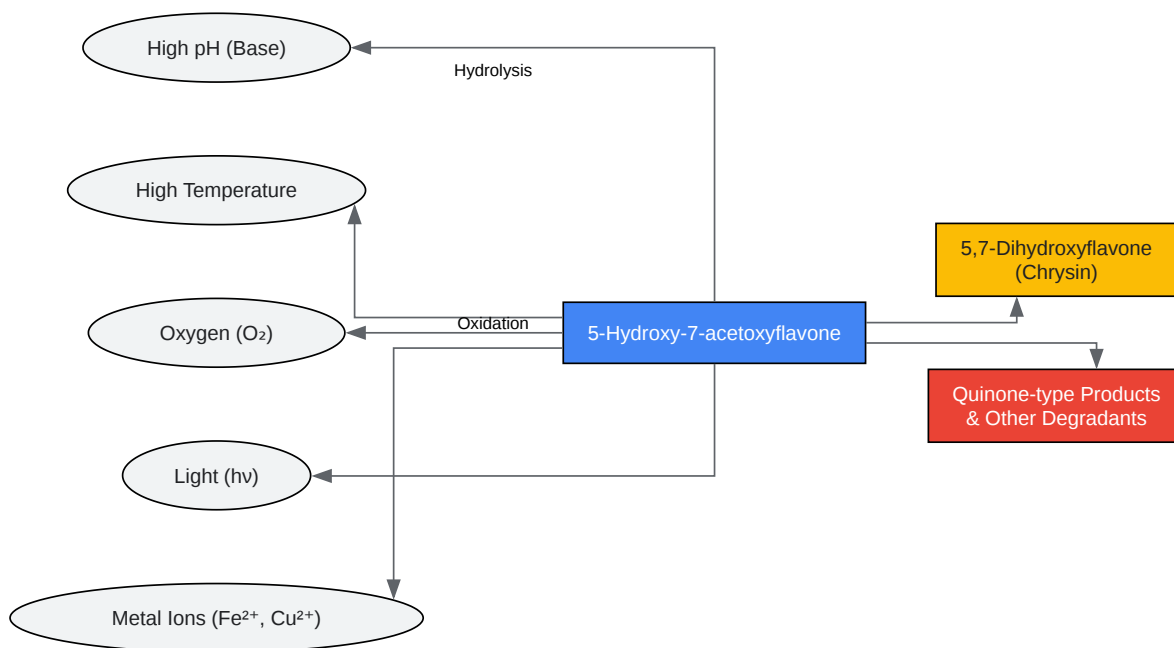 High pH (Base)
Hydrolysis
High Temperature
5,7-Dihydroxyflavone
(Chrysin)
Oxygen (O₂)
Oxidation
5-Hydroxy-7-acetoxyflavone
Quinone-type Products
& Other Degradants
Light (hν)
Metal Ions (Fe²⁺, Cu²⁺)